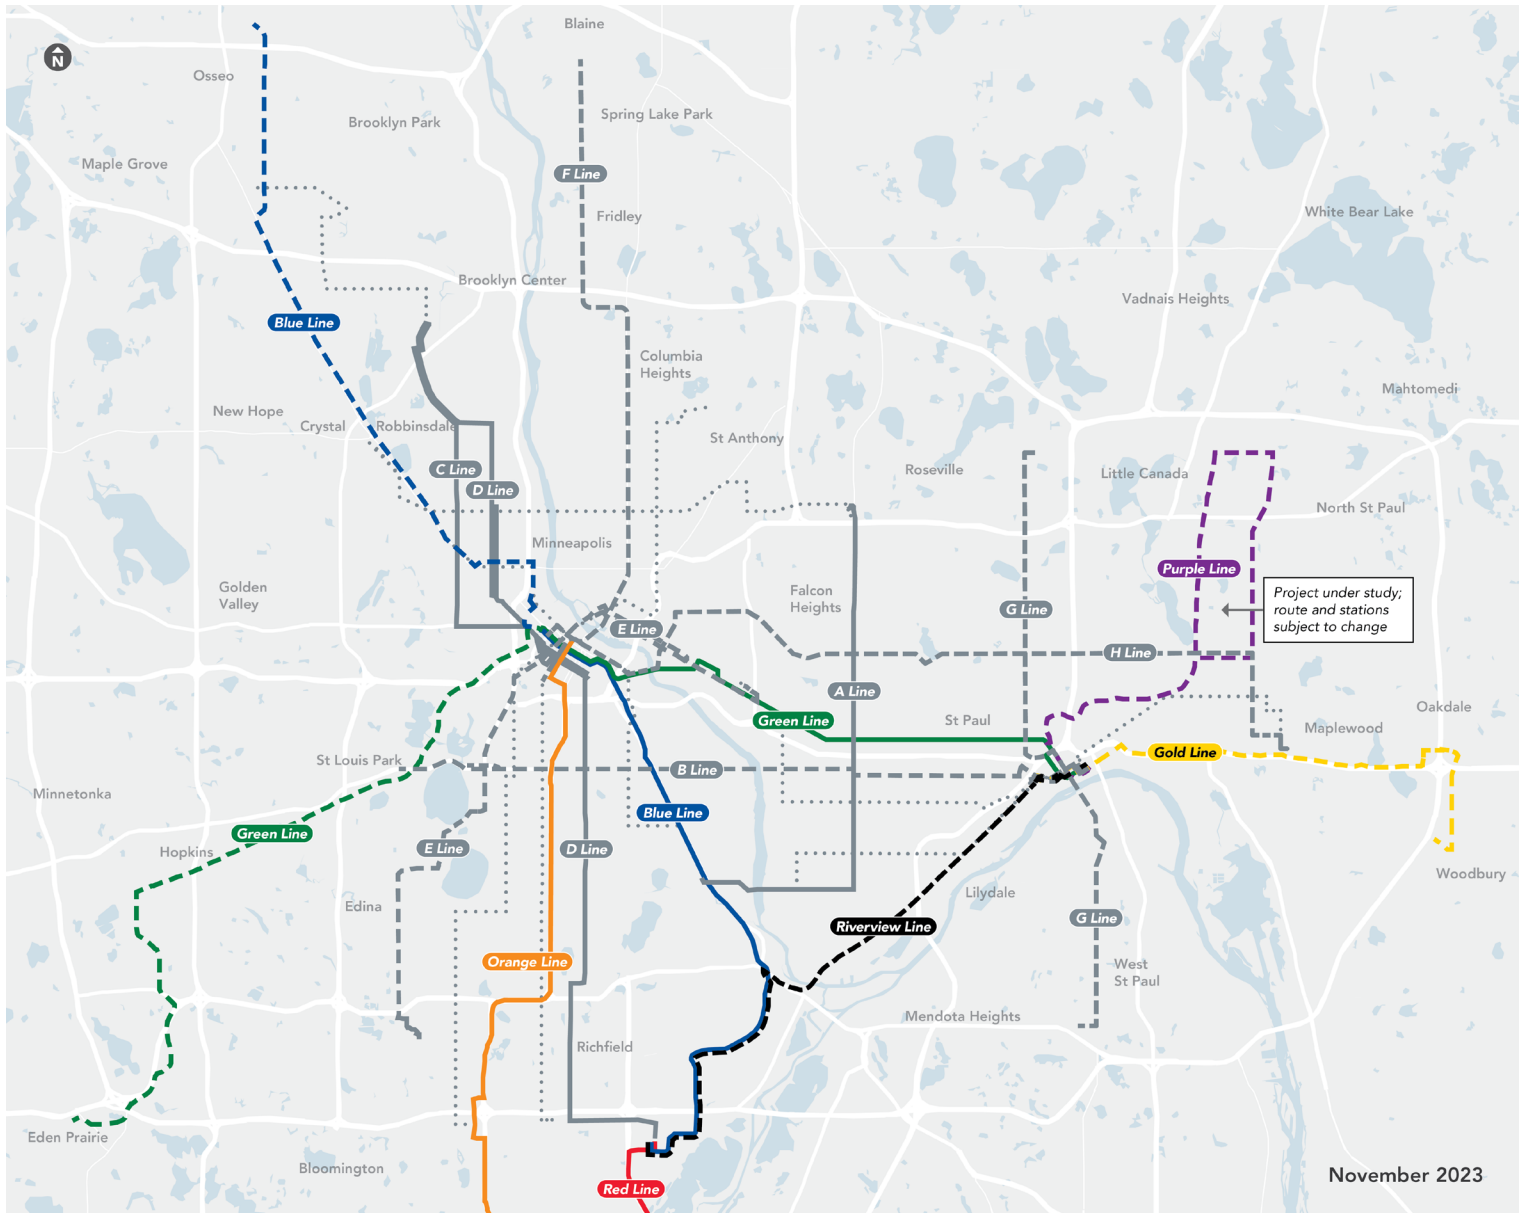 Blaine
N
Osseo
Spring Lake Park
Brooklyn Park
Maple Grove
F Line
White Bear Lake
Fridley
Brooklyn Center
Vadnais Heights
Blue Line
Columbia
Heights
Mahtomedi
New Hope
Crystal
Robbinsdale
St Anthony
C Line
Roseville
Little Canada
D Line
North St Paul
Minneapolis
Purple Line
Golden
Valley
Falcon
Heights
Project under study;
route and stations
subject to change
G Line
E Line
H Line
A Line
Green Line
St Paul
Oakdale
Maplewood
Gold Line
St Louis Park
B Line
Minnetonka
Blue Line
Green Line
E Line
D Line
Hopkins
Woodbury
Lilydale
Edina
G Line
Riverview Line
Orange Line
West
St Paul
Mendota Heights
Richfield
Eden Prairie
Bloomington
November 2023
Red Line